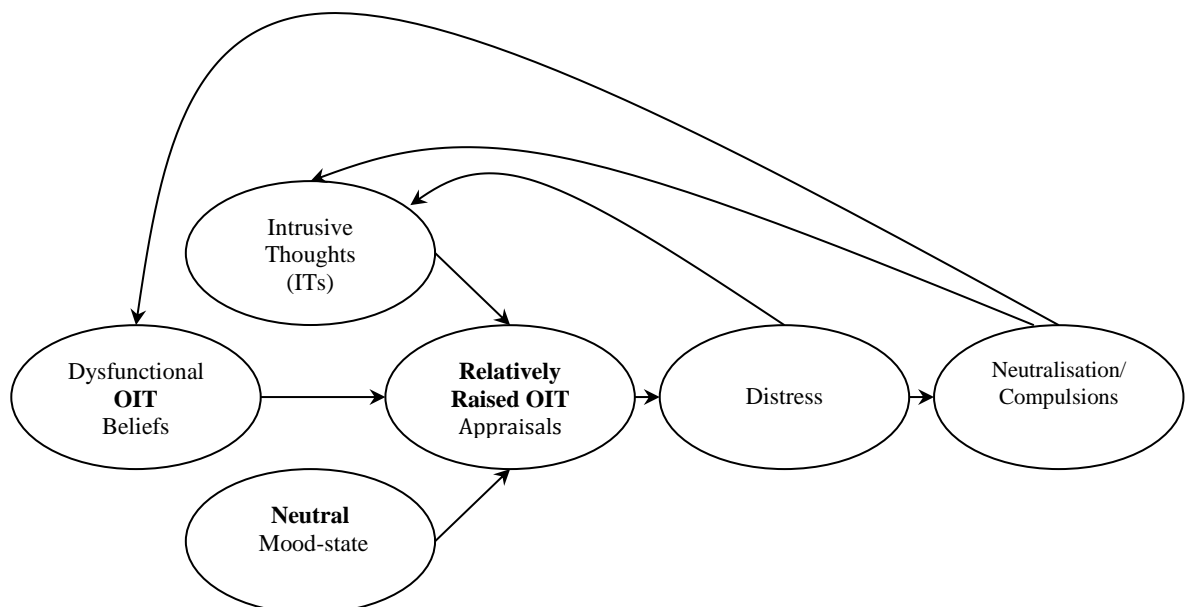 Intrusive
Thoughts
(ITs)
Dysfunctional
OIT
Beliefs
Relatively
Raised OIT
Appraisals
Distress
Neutralisation/
Compulsions
Neutral
Mood-state